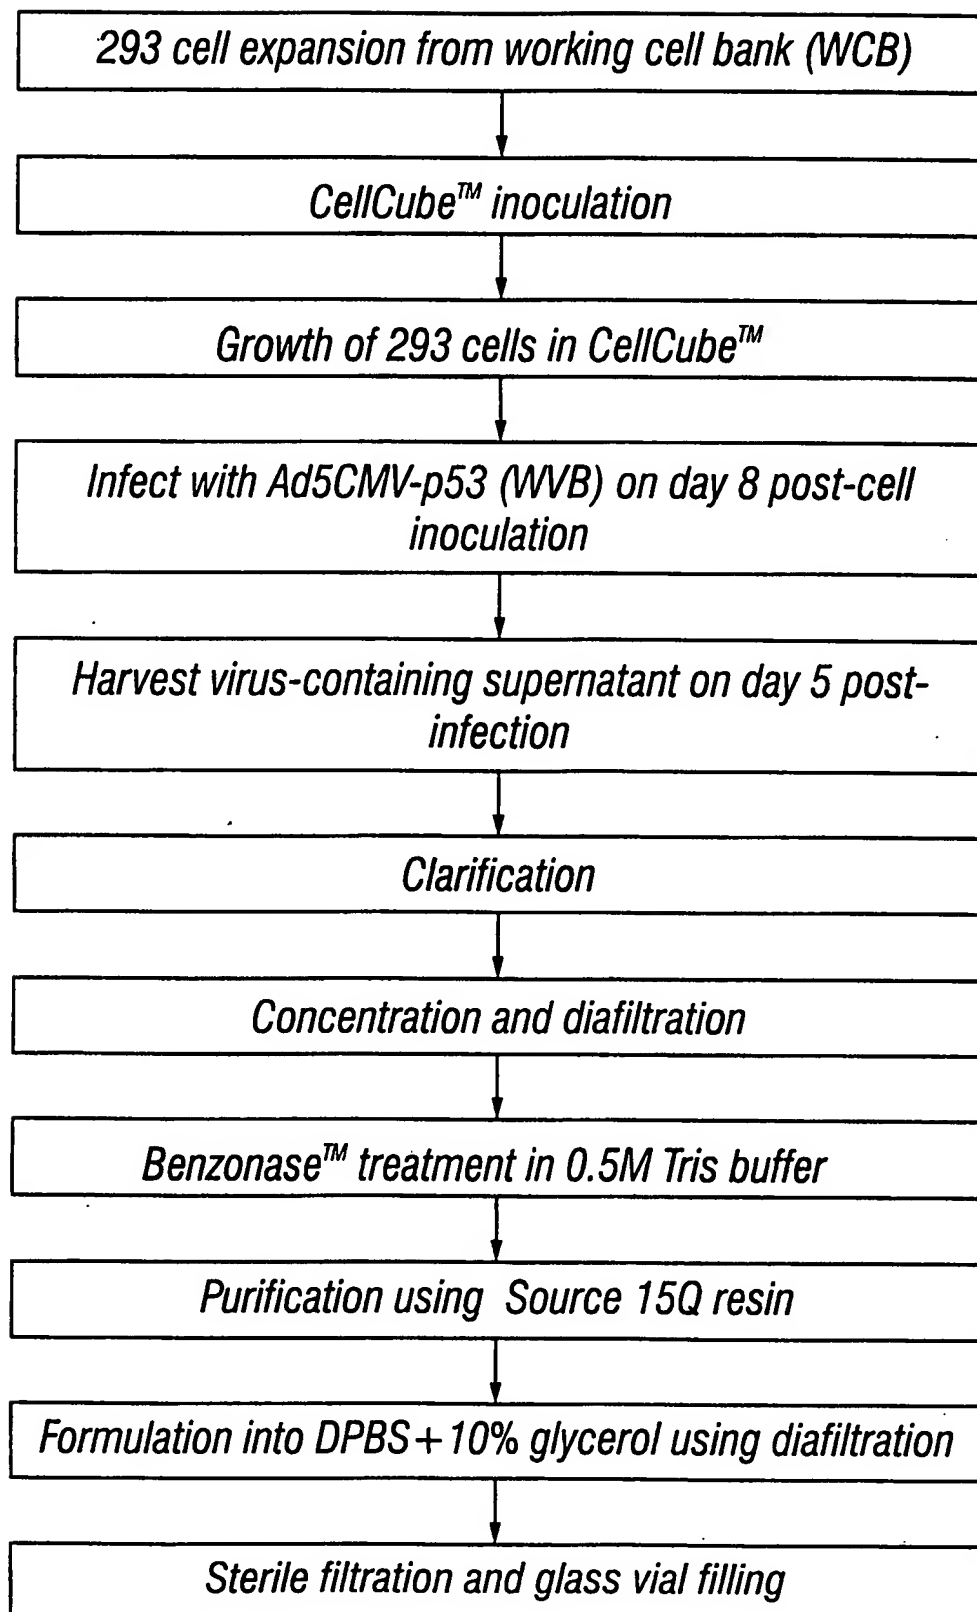 293 cell expansion from working cell bank (WCB)
CellCube™ inoculation
Growth of 293 cells in CellCube™
Infect with Ad5CMV-p53 (WVB) on day 8 post-cell
inoculation
Harvest virus-containing supernatant on day 5 post-
infection
Clarification
Concentration and diafiltration
Benzonase™ treatment in 0.5M Tris buffer
Purification using Source 15Q resin
Formulation into DPBS+10% glycerol using diafiltration
Sterile filtration and glass vial filling